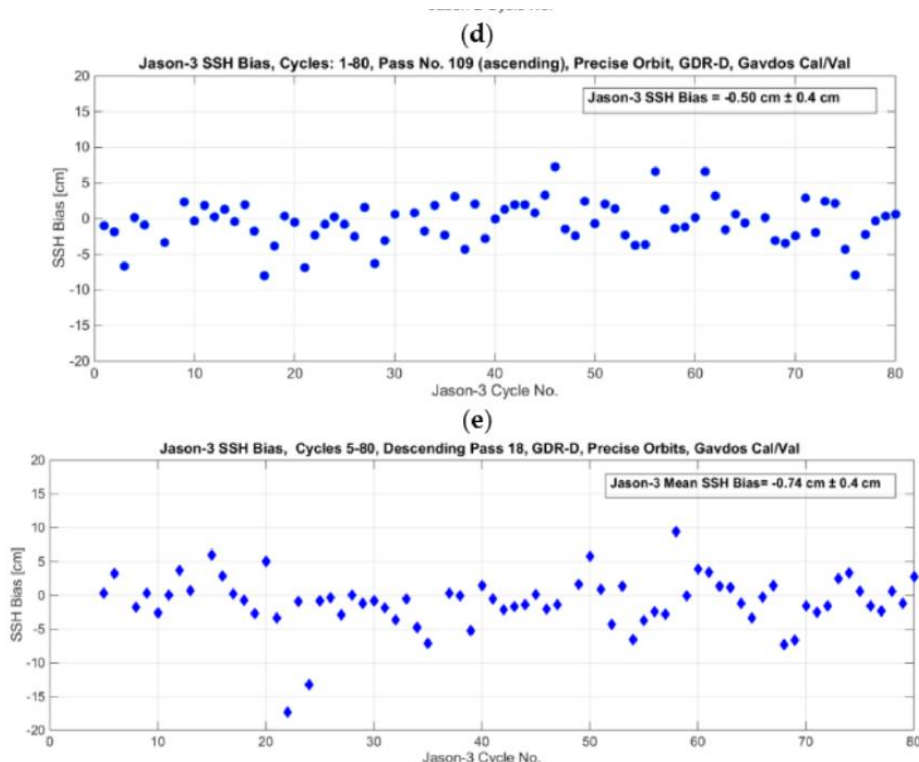 (d)
Jason-3 SSH Bias, Cycles: 1-80, Pass No. 109 (ascending), Precise Orbit, GDR-D, Gavdos Cal/Val
Jason-3 SSH Bias = -0.50 cm ± 0.4 cm
SSH Bias [cm]
20
15
10
5
0
-5
-10
-15
-20
0 10 20 30 40 50 60 70 80
Jason-3 Cycle No.
(e)
Jason-3 SSH Bias, Cycles 5-80, Descending Pass 18, GDR-D, Precise Orbits, Gavdos Cal/Val
Jason-3 Mean SSH Bias= -0.74 cm ± 0.4 cm
SSH Bias [cm]
20
15
10
5
0
-5
-10
-15
-20
0 10 20 30 40 50 60 70 80
Jason-3 Cycle No.